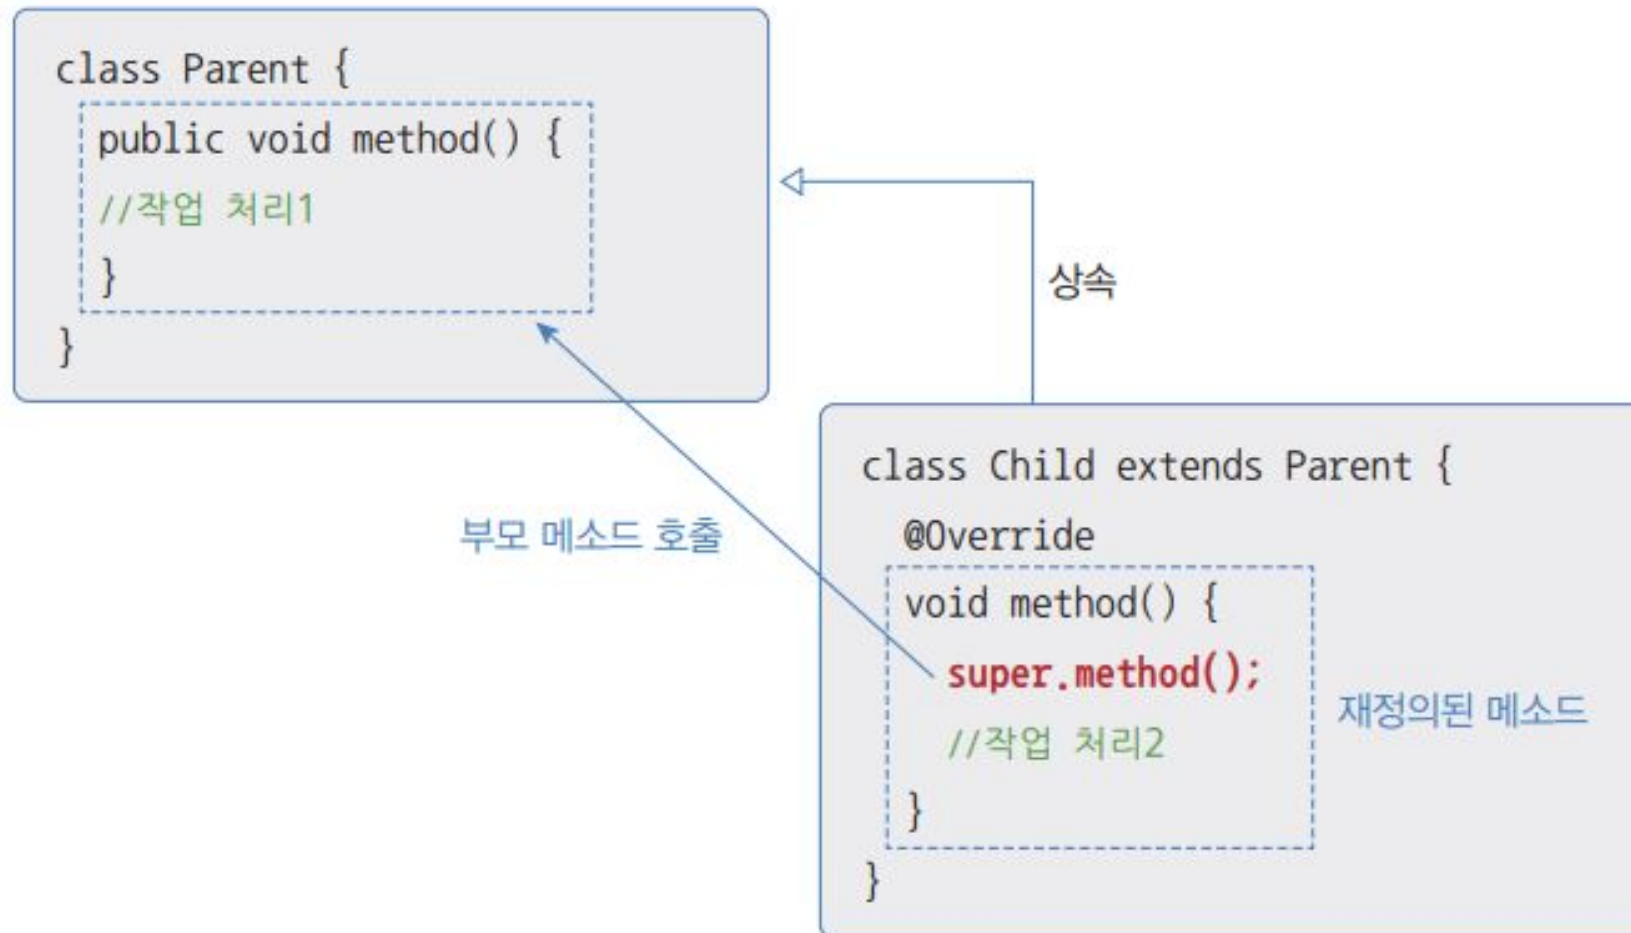 class Parent {
public void method() {
//작업 처리1
}
}
상속
부모 메소드 호출
class Child extends Parent {
@Override
void method() {
super.method();
//작업 처리2
}
}
재정의된 메소드